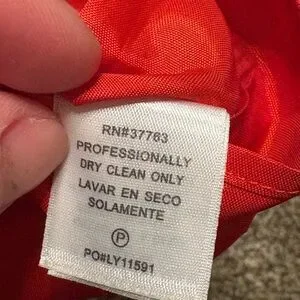 RN#37763
PROFESSIONALLY
DRY CLEAN ONLY
LAVAR EN SECO
SOLAMENTE
P
PO#LY11591